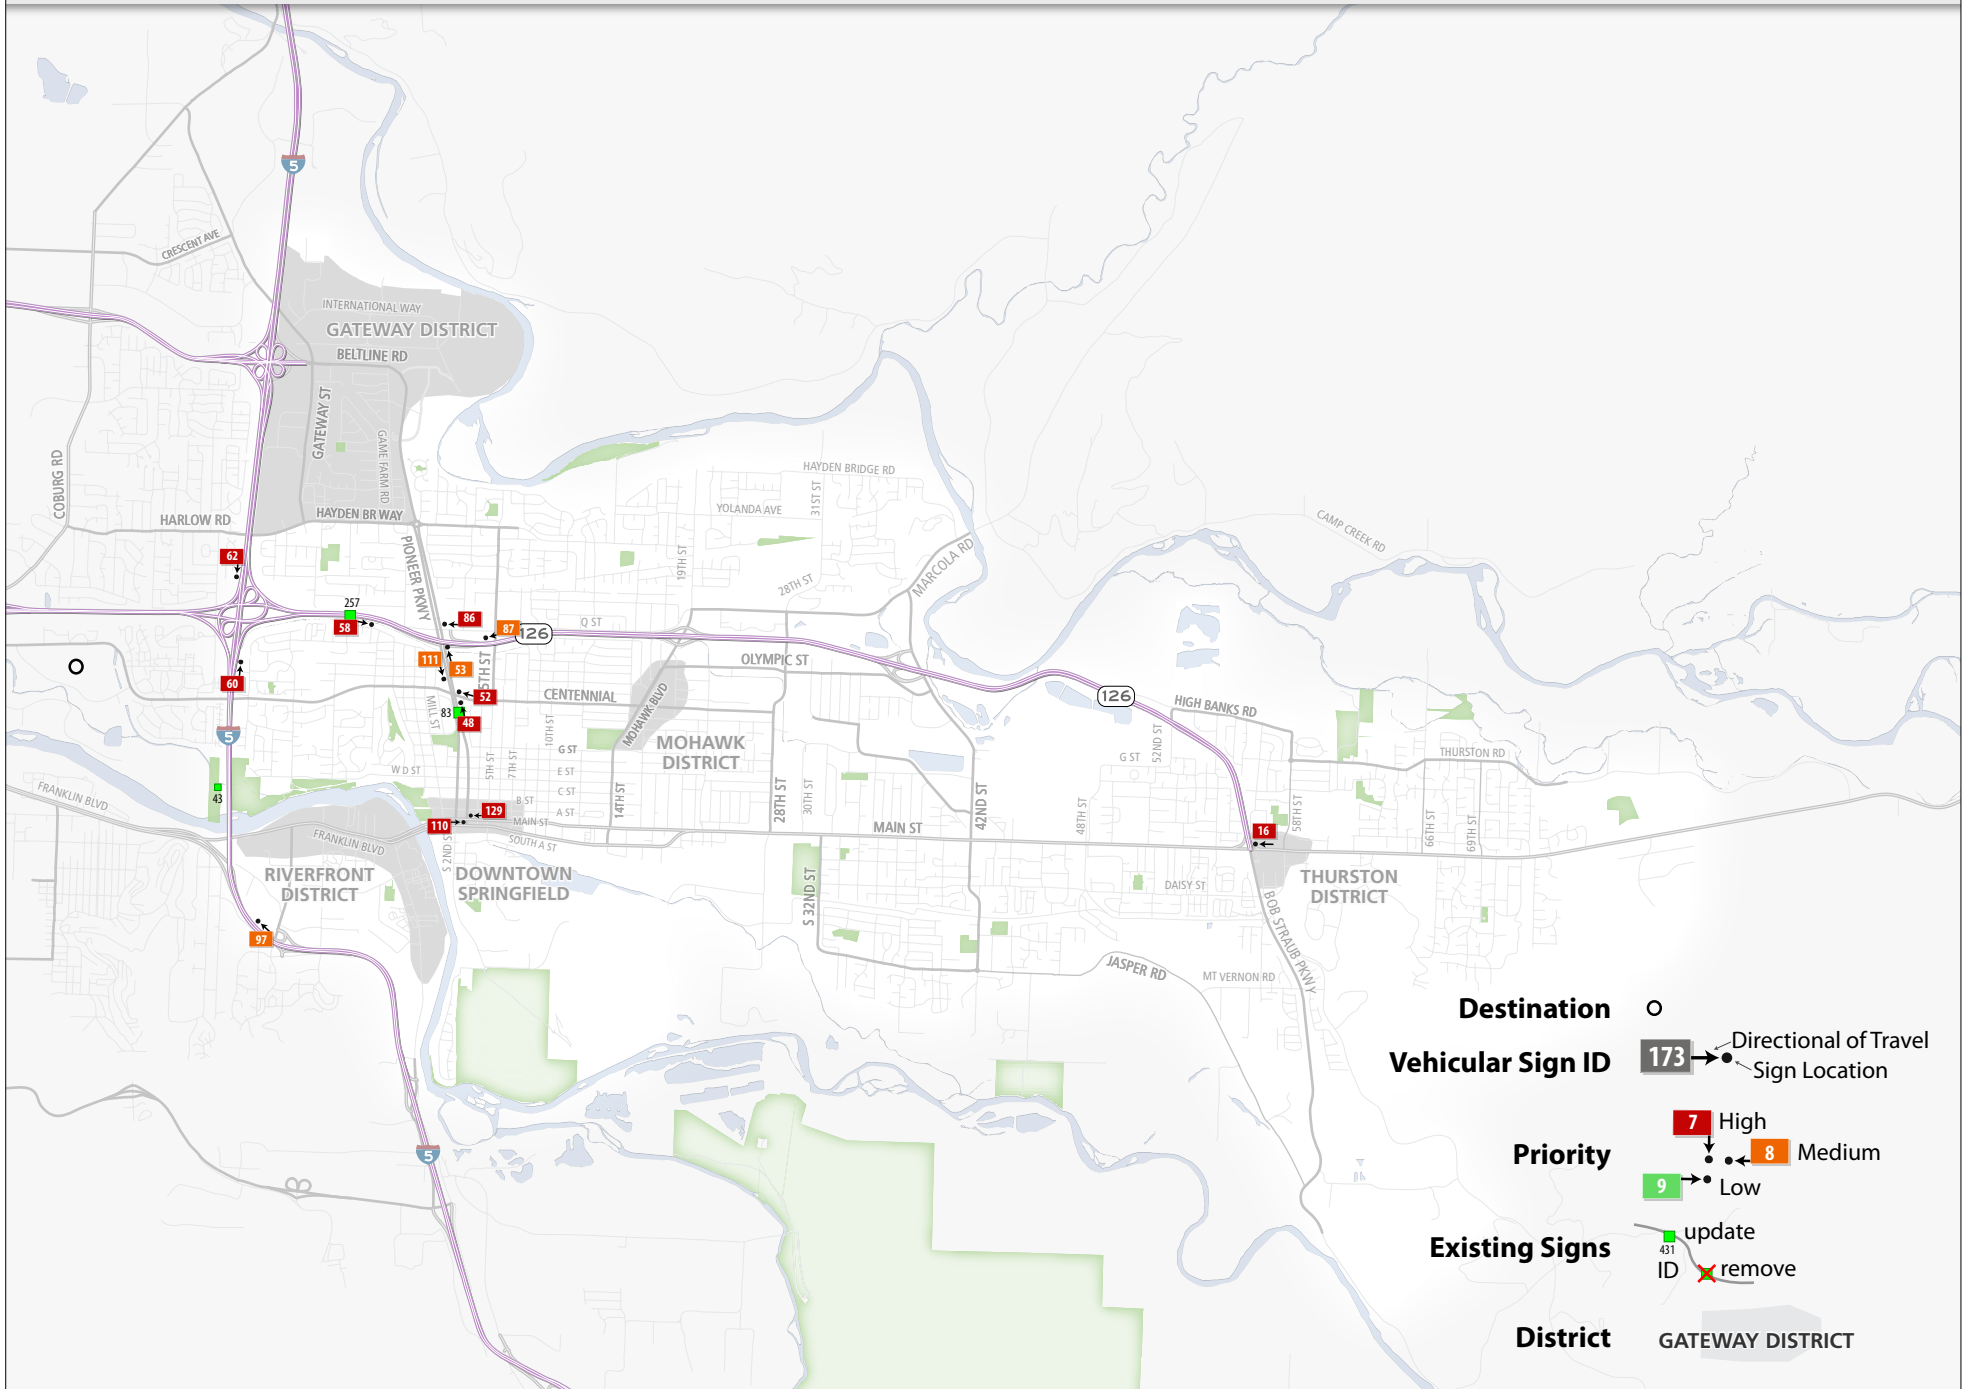 5
CRESCENT AVE
INTERNATIONAL WAY
GATEWAY DISTRICT
BELTLINE RD
GATEWAY ST
GAME FARM RD
COBURG RD
HARLOW RD
HAYDEN BR WAY
PIONEER PKWY
HAYDEN BRIDGE RD
31ST ST
YOLANDA AVE
19TH ST
28TH ST
MARCOLA RD
CAMP CREEK RD
62
257
58
86
87
126
Q ST
111
53
5TH ST
60
52
83
48
MILL ST
CENTENNIAL
OLYMPIC ST
MOHAWK BLVD
126
HIGH BANKS RD
5
10TH ST
MOHAWK
DISTRICT
G ST
5TH ST
7TH ST
W D ST
E ST
C ST
B ST
A ST
14TH ST
28TH ST
30TH ST
42ND ST
48TH ST
G ST
52ND ST
58TH ST
THURSTON RD
66TH ST
69TH ST
43
FRANKLIN BLVD
FRANKLIN BLVD
129
110
MAIN ST
SOUTH A ST
S 2ND ST
MAIN ST
16
RIVERFRONT
DISTRICT
DOWNTOWN
SPRINGFIELD
S 32ND ST
DAISY ST
THURSTON
DISTRICT
BOB STRAUB PKWY
97
JASPER RD
MT VERNON RD
5
Destination
Vehicular Sign ID
173
Directional of Travel
Sign Location
Priority
7
High
8
Medium
9
Low
Existing Signs
update
431
ID
remove
District
GATEWAY DISTRICT